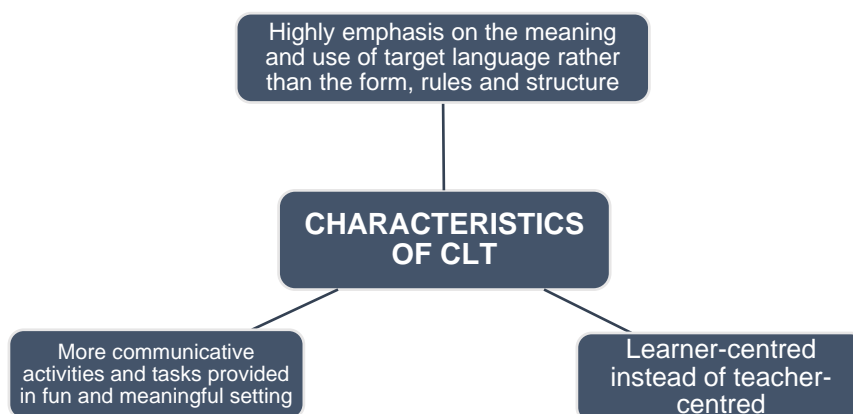 Highly emphasis on the meaning
and use of target language rather
than the form, rules and structure
CHARACTERISTICS
OF CLT
More communicative
activities and tasks provided
in fun and meaningful setting
Learner-centred
instead of teacher-
centred